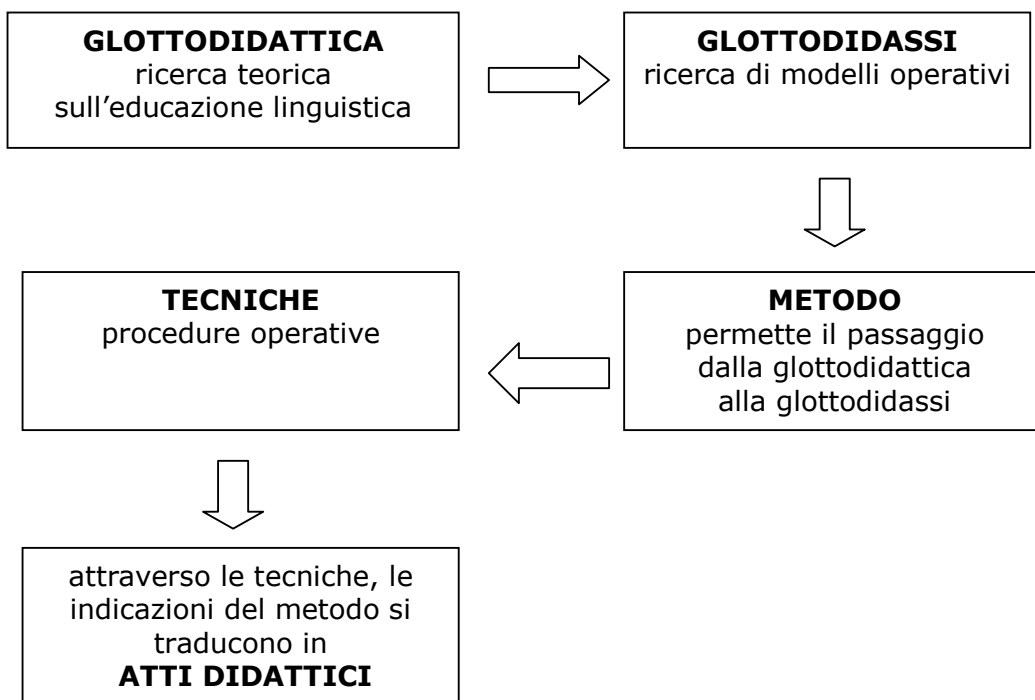 GLOTTODIDATTICA
ricerca teorica
sull’educazione linguistica
GLOTTODIDASSI
ricerca di modelli operativi
METODO
permette il passaggio
dalla glottodidattica
alla glottodidassi
TECNICHE
procedure operative
attraverso le tecniche, le
indicazioni del metodo si
traducono in
ATTI DIDATTICI